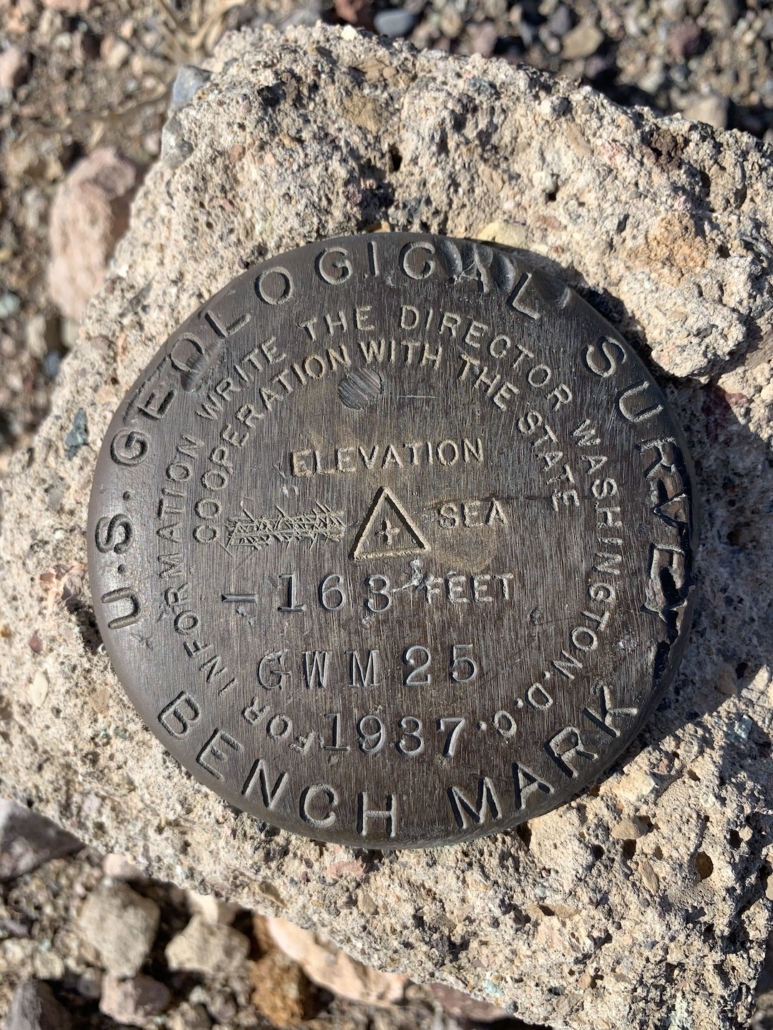 U.S. GEOLOGICAL SURVEY
FOR INFORMATION WRITE THE DIRECTOR WASHINGTON, D.C.
COOPERATION WITH THE STATE
ELEVATION
SEA
-163 FEET
GWM 25
1937
BENCH MARK